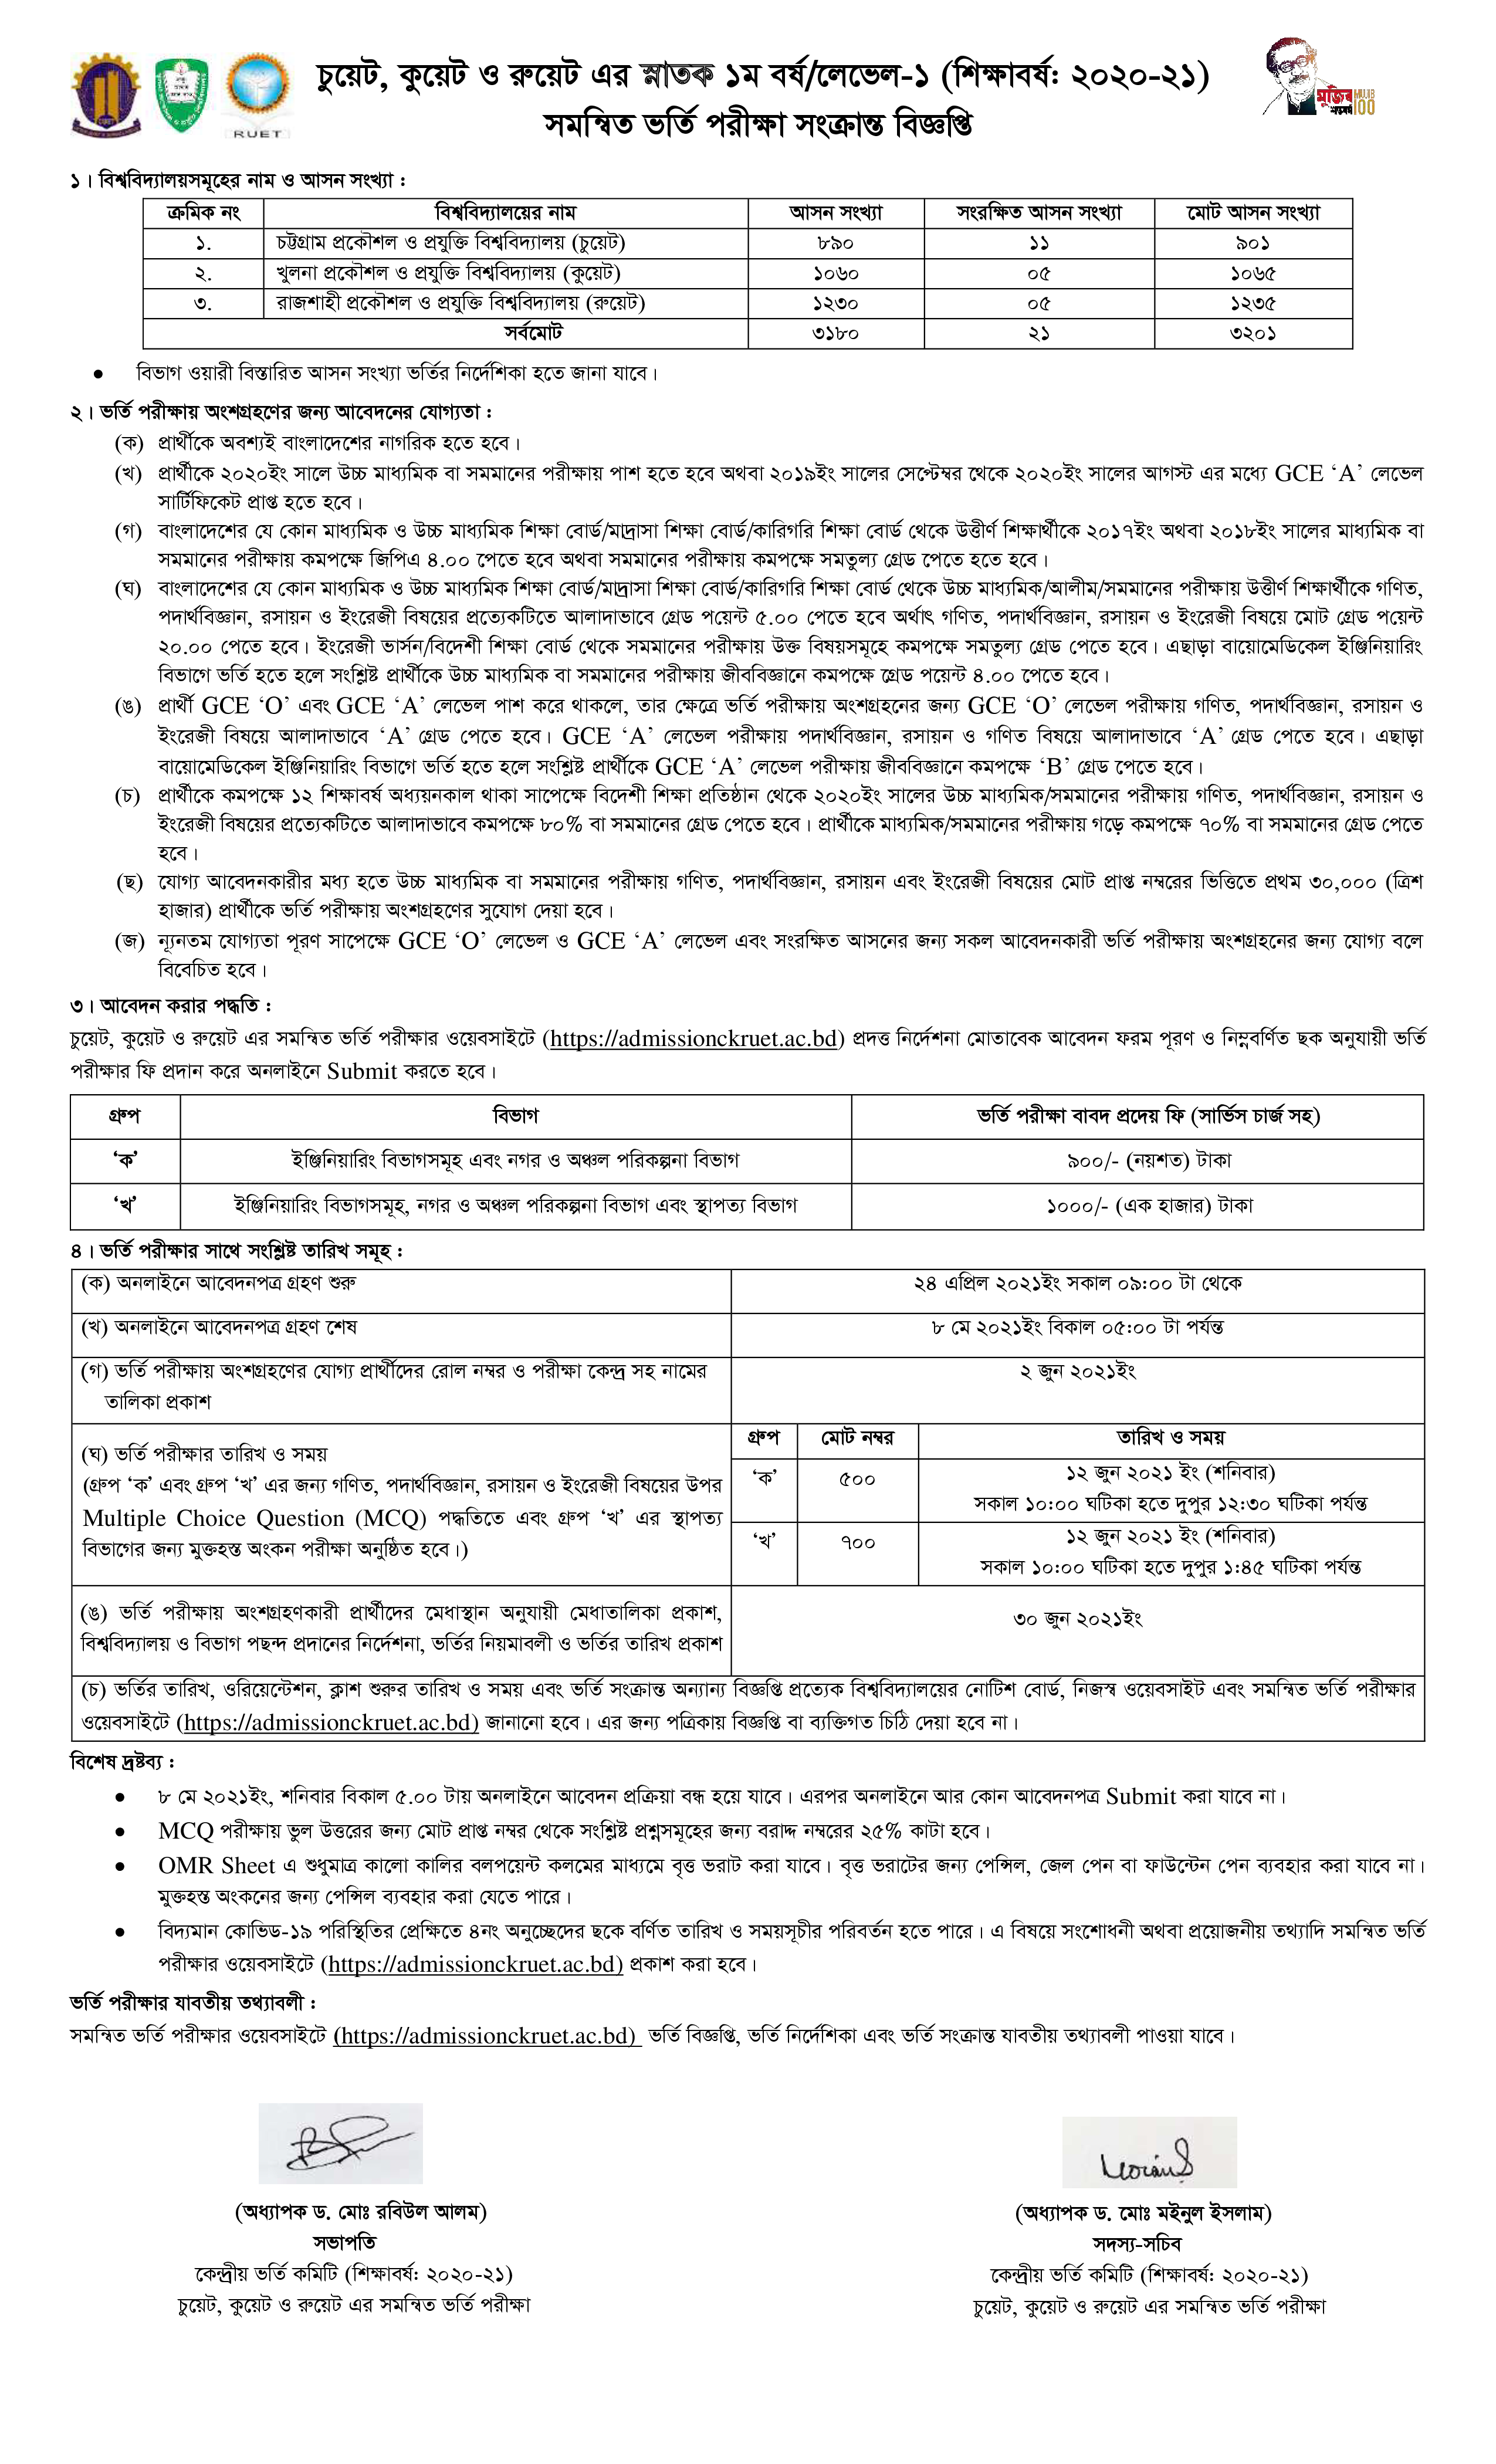 চুয়েট, কুয়েট ও রুয়েট এর স্নাতক ১ম বর্ষ/লেভেল-১ (শিক্ষাবর্ষ: ২০২০-২১)
সমন্বিত ভর্তি পরীক্ষা সংক্রান্ত বিজ্ঞপ্তি
RUET
মুজিব MUJIB
শতবর্ষ 100
১। বিশ্ববিদ্যালয়সমূহের নাম ও আসন সংখ্যা :
ক্রমিক নং বিশ্ববিদ্যালয়ের নাম আসন সংখ্যা সংরক্ষিত আসন সংখ্যা মোট আসন সংখ্যা
১. চট্টগ্রাম প্রকৌশল ও প্রযুক্তি বিশ্ববিদ্যালয় (চুয়েট) ৮৯০ ১১ ৯০১
২. খুলনা প্রকৌশল ও প্রযুক্তি বিশ্ববিদ্যালয় (কুয়েট) ১০৬০ ০৫ ১০৬৫
৩. রাজশাহী প্রকৌশল ও প্রযুক্তি বিশ্ববিদ্যালয় (রুয়েট) ১২৩০ ০৫ ১২৩৫
সর্বমোট ৩১৮০ ২১ ৩২০১
● বিভাগ ওয়ারী বিস্তারিত আসন সংখ্যা ভর্তির নির্দেশিকা হতে জানা যাবে।
২। ভর্তি পরীক্ষায় অংশগ্রহণের জন্য আবেদনের যোগ্যতা :
(ক) প্রার্থীকে অবশ্যই বাংলাদেশের নাগরিক হতে হবে।
(খ) প্রার্থীকে ২০২০ইং সালে উচ্চ মাধ্যমিক বা সমমানের পরীক্ষায় পাশ হতে হবে অথবা ২০১৯ইং সালের সেপ্টেম্বর থেকে ২০২০ইং সালের আগস্ট এর মধ্যে GCE ‘A’ লেভেল
সার্টিফিকেট প্রাপ্ত হতে হবে।
(গ) বাংলাদেশের যে কোন মাধ্যমিক ও উচ্চ মাধ্যমিক শিক্ষা বোর্ড/মাদ্রাসা শিক্ষা বোর্ড/কারিগরি শিক্ষা বোর্ড থেকে উত্তীর্ণ শিক্ষার্থীকে ২০১৭ইং অথবা ২০১৮ইং সালের মাধ্যমিক বা
সমমানের পরীক্ষায় কমপক্ষে জিপিএ ৪.০০ পেতে হবে অথবা সমমানের পরীক্ষায় কমপক্ষে সমতুল্য গ্রেড পেতে হতে হবে।
(ঘ) বাংলাদেশের যে কোন মাধ্যমিক ও উচ্চ মাধ্যমিক শিক্ষা বোর্ড/মাদ্রাসা শিক্ষা বোর্ড/কারিগরি শিক্ষা বোর্ড থেকে উচ্চ মাধ্যমিক/আলীম/সমমানের পরীক্ষায় উত্তীর্ণ শিক্ষার্থীকে গণিত,
পদার্থবিজ্ঞান, রসায়ন ও ইংরেজী বিষয়ের প্রত্যেকটিতে আলাদাভাবে গ্রেড পয়েন্ট ৫.০০ পেতে হবে অর্থাৎ গণিত, পদার্থবিজ্ঞান, রসায়ন ও ইংরেজী বিষয়ে মোট গ্রেড পয়েন্ট
২০.০০ পেতে হবে। ইংরেজী ভার্সন/বিদেশী শিক্ষা বোর্ড থেকে সমমানের পরীক্ষায় উক্ত বিষয়সমূহে কমপক্ষে সমতুল্য গ্রেড পেতে হবে। এছাড়া বায়োমেডিকেল ইঞ্জিনিয়ারিং
বিভাগে ভর্তি হতে হলে সংশ্লিষ্ট প্রার্থীকে উচ্চ মাধ্যমিক বা সমমানের পরীক্ষায় জীববিজ্ঞানে কমপক্ষে গ্রেড পয়েন্ট ৪.০০ পেতে হবে।
(ঙ) প্রার্থী GCE ‘O’ এবং GCE ‘A’ লেভেল পাশ করে থাকলে, তার ক্ষেত্রে ভর্তি পরীক্ষায় অংশগ্রহনের জন্য GCE ‘O’ লেভেল পরীক্ষায় গণিত, পদার্থবিজ্ঞান, রসায়ন ও
ইংরেজী বিষয়ে আলাদাভাবে ‘A’ গ্রেড পেতে হবে। GCE ‘A’ লেভেল পরীক্ষায় পদার্থবিজ্ঞান, রসায়ন ও গণিত বিষয়ে আলাদাভাবে ‘A’ গ্রেড পেতে হবে। এছাড়া
বায়োমেডিকেল ইঞ্জিনিয়ারিং বিভাগে ভর্তি হতে হলে সংশ্লিষ্ট প্রার্থীকে GCE ‘A’ লেভেল পরীক্ষায় জীববিজ্ঞানে কমপক্ষে ‘B’ গ্রেড পেতে হবে।
(চ) প্রার্থীকে কমপক্ষে ১২ শিক্ষাবর্ষ অধ্যয়নকাল থাকা সাপেক্ষে বিদেশী শিক্ষা প্রতিষ্ঠান থেকে ২০২০ইং সালের উচ্চ মাধ্যমিক/সমমানের পরীক্ষায় গণিত, পদার্থবিজ্ঞান, রসায়ন ও
ইংরেজী বিষয়ের প্রত্যেকটিতে আলাদাভাবে কমপক্ষে ৮০% বা সমমানের গ্রেড পেতে হবে। প্রার্থীকে মাধ্যমিক/সমমানের পরীক্ষায় গড়ে কমপক্ষে ৭০% বা সমমানের গ্রেড পেতে
হবে।
(ছ) যোগ্য আবেদনকারীর মধ্য হতে উচ্চ মাধ্যমিক বা সমমানের পরীক্ষায় গণিত, পদার্থবিজ্ঞান, রসায়ন এবং ইংরেজী বিষয়ের মোট প্রাপ্ত নম্বরের ভিত্তিতে প্রথম ৩০,০০০ (ত্রিশ
হাজার) প্রার্থীকে ভর্তি পরীক্ষায় অংশগ্রহণের সুযোগ দেয়া হবে।
(জ) ন্যূনতম যোগ্যতা পূরণ সাপেক্ষে GCE ‘O’ লেভেল ও GCE ‘A’ লেভেল এবং সংরক্ষিত আসনের জন্য সকল আবেদনকারী ভর্তি পরীক্ষায় অংশগ্রহনের জন্য যোগ্য বলে
বিবেচিত হবে।
৩। আবেদন করার পদ্ধতি :
চুয়েট, কুয়েট ও রুয়েট এর সমন্বিত ভর্তি পরীক্ষার ওয়েবসাইটে (https://admissionckruet.ac.bd) প্রদত্ত নির্দেশনা মোতাবেক আবেদন ফরম পূরণ ও নিম্নবর্ণিত ছক অনুযায়ী ভর্তি
পরীক্ষার ফি প্রদান করে অনলাইনে Submit করতে হবে।
গ্রুপ বিভাগ ভর্তি পরীক্ষা বাবদ প্রদেয় ফি (সার্ভিস চার্জ সহ)
‘ক’ ইঞ্জিনিয়ারিং বিভাগসমূহ এবং নগর ও অঞ্চল পরিকল্পনা বিভাগ ৯০০/- (নয়শত) টাকা
‘খ’ ইঞ্জিনিয়ারিং বিভাগসমূহ, নগর ও অঞ্চল পরিকল্পনা বিভাগ এবং স্থাপত্য বিভাগ ১০০০/- (এক হাজার) টাকা
৪। ভর্তি পরীক্ষার সাথে সংশ্লিষ্ট তারিখ সমূহ :
(ক) অনলাইনে আবেদনপত্র গ্রহণ শুরু ২৪ এপ্রিল ২০২১ইং সকাল ০৯:০০ টা থেকে
(খ) অনলাইনে আবেদনপত্র গ্রহণ শেষ ৮ মে ২০২১ইং বিকাল ০৫:০০ টা পর্যন্ত
(গ) ভর্তি পরীক্ষায় অংশগ্রহণের যোগ্য প্রার্থীদের রোল নম্বর ও পরীক্ষা কেন্দ্র সহ নামের ২ জুন ২০২১ইং
তালিকা প্রকাশ
(ঘ) ভর্তি পরীক্ষার তারিখ ও সময়
(গ্রুপ ‘ক’ এবং গ্রুপ ‘খ’ এর জন্য গণিত, পদার্থবিজ্ঞান, রসায়ন ও ইংরেজী বিষয়ের উপর
Multiple Choice Question (MCQ) পদ্ধতিতে এবং গ্রুপ ‘খ’ এর স্থাপত্য
বিভাগের জন্য মুক্তহস্ত অংকন পরীক্ষা অনুষ্ঠিত হবে।)
গ্রুপ মোট নম্বর তারিখ ও সময়
‘ক’ ৫০০ ১২ জুন ২০২১ ইং (শনিবার)
সকাল ১০:০০ ঘটিকা হতে দুপুর ১২:৩০ ঘটিকা পর্যন্ত
‘খ’ ৭০০ ১২ জুন ২০২১ ইং (শনিবার)
সকাল ১০:০০ ঘটিকা হতে দুপুর ১:৪৫ ঘটিকা পর্যন্ত
(ঙ) ভর্তি পরীক্ষায় অংশগ্রহণকারী প্রার্থীদের মেধাস্থান অনুযায়ী মেধাতালিকা প্রকাশ, ৩০ জুন ২০২১ইং
বিশ্ববিদ্যালয় ও বিভাগ পছন্দ প্রদানের নির্দেশনা, ভর্তির নিয়মাবলী ও ভর্তির তারিখ প্রকাশ
(চ) ভর্তির তারিখ, ওরিয়েন্টেশন, ক্লাশ শুরুর তারিখ ও সময় এবং ভর্তি সংক্রান্ত অন্যান্য বিজ্ঞপ্তি প্রত্যেক বিশ্ববিদ্যালয়ের নোটিশ বোর্ড, নিজস্ব ওয়েবসাইট এবং সমন্বিত ভর্তি পরীক্ষার
ওয়েবসাইটে (https://admissionckruet.ac.bd) জানানো হবে। এর জন্য পত্রিকায় বিজ্ঞপ্তি বা ব্যক্তিগত চিঠি দেয়া হবে না।
বিশেষ দ্রষ্টব্য :
● ৮ মে ২০২১ইং, শনিবার বিকাল ৫.০০ টায় অনলাইনে আবেদন প্রক্রিয়া বন্ধ হয়ে যাবে। এরপর অনলাইনে আর কোন আবেদনপত্র Submit করা যাবে না।
● MCQ পরীক্ষায় ভুল উত্তরের জন্য মোট প্রাপ্ত নম্বর থেকে সংশ্লিষ্ট প্রশ্নসমূহের জন্য বরাদ্দ নম্বরের ২৫% কাটা হবে।
● OMR Sheet এ শুধুমাত্র কালো কালির বলপয়েন্ট কলমের মাধ্যমে বৃত্ত ভরাট করা যাবে। বৃত্ত ভরাটের জন্য পেন্সিল, জেল পেন বা ফাউন্টেন পেন ব্যবহার করা যাবে না।
মুক্তহস্ত অংকনের জন্য পেন্সিল ব্যবহার করা যেতে পারে।
● বিদ্যমান কোভিড-১৯ পরিস্থিতির প্রেক্ষিতে ৪নং অনুচ্ছেদের ছকে বর্ণিত তারিখ ও সময়সূচীর পরিবর্তন হতে পারে। এ বিষয়ে সংশোধনী অথবা প্রয়োজনীয় তথ্যাদি সমন্বিত ভর্তি
পরীক্ষার ওয়েবসাইটে (https://admissionckruet.ac.bd) প্রকাশ করা হবে।
ভর্তি পরীক্ষার যাবতীয় তথ্যাবলী :
সমন্বিত ভর্তি পরীক্ষার ওয়েবসাইটে (https://admissionckruet.ac.bd) ভর্তি বিজ্ঞপ্তি, ভর্তি নির্দেশিকা এবং ভর্তি সংক্রান্ত যাবতীয় তথ্যাবলী পাওয়া যাবে।
(অধ্যাপক ড. মোঃ রবিউল আলম)
সভাপতি
কেন্দ্রীয় ভর্তি কমিটি (শিক্ষাবর্ষ: ২০২০-২১)
চুয়েট, কুয়েট ও রুয়েট এর সমন্বিত ভর্তি পরীক্ষা
(অধ্যাপক ড. মোঃ মইনুল ইসলাম)
সদস্য-সচিব
কেন্দ্রীয় ভর্তি কমিটি (শিক্ষাবর্ষ: ২০২০-২১)
চুয়েট, কুয়েট ও রুয়েট এর সমন্বিত ভর্তি পরীক্ষা